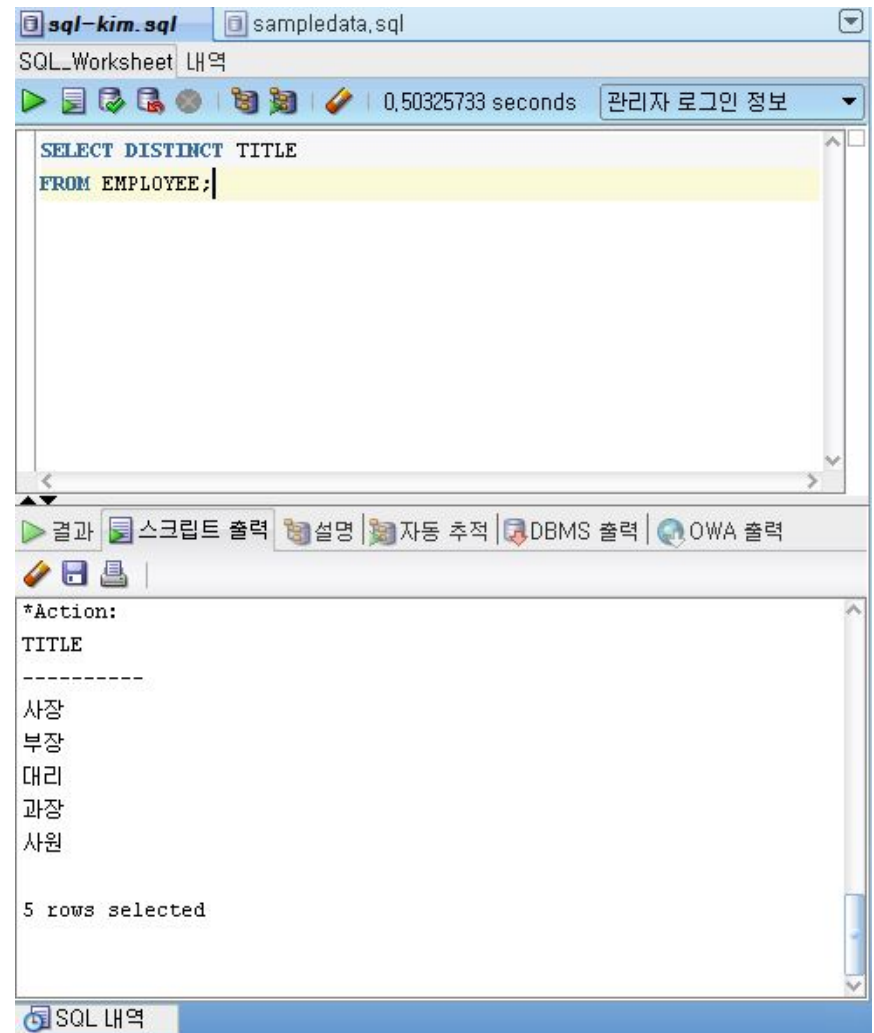 sql-kim.sql sampledata,sql
SQL_Worksheet 내역
0,50325733 seconds 관리자 로그인 정보
SELECT DISTINCT TITLE
FROM EMPLOYEE;
결과 스크립트 출력 설명 자동 추적 DBMS 출력 OWA 출력
*Action:
TITLE
----------
사장
부장
대리
과장
사원
5 rows selected
SQL 내역